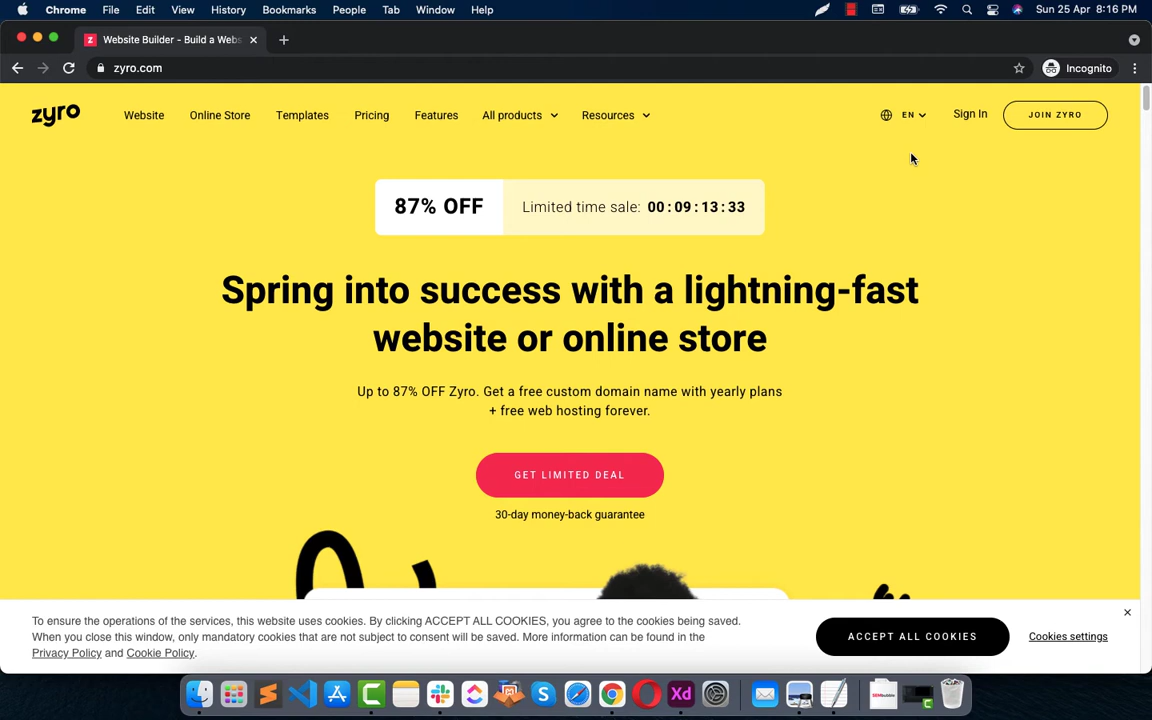 Chrome File Edit View History Bookmarks People Tab Window Help Sun 25 Apr 8:16 PM
Website Builder - Build a Webs
zyro.com Incognito
zyro Website Online Store Templates Pricing Features All products Resources EN Sign In JOIN ZYRO
87% OFF Limited time sale: 00:09:13:33
Spring into success with a lightning-fast
website or online store
Up to 87% OFF Zyro. Get a free custom domain name with yearly plans
+ free web hosting forever.
GET LIMITED DEAL
30-day money-back guarantee
To ensure the operations of the services, this website uses cookies. By clicking ACCEPT ALL COOKIES, you agree to the cookies being saved.
When you close this window, only mandatory cookies that are not subject to consent will be saved. More information can be found in the
Privacy Policy and Cookie Policy.
ACCEPT ALL COOKIES Cookies settings
Xd